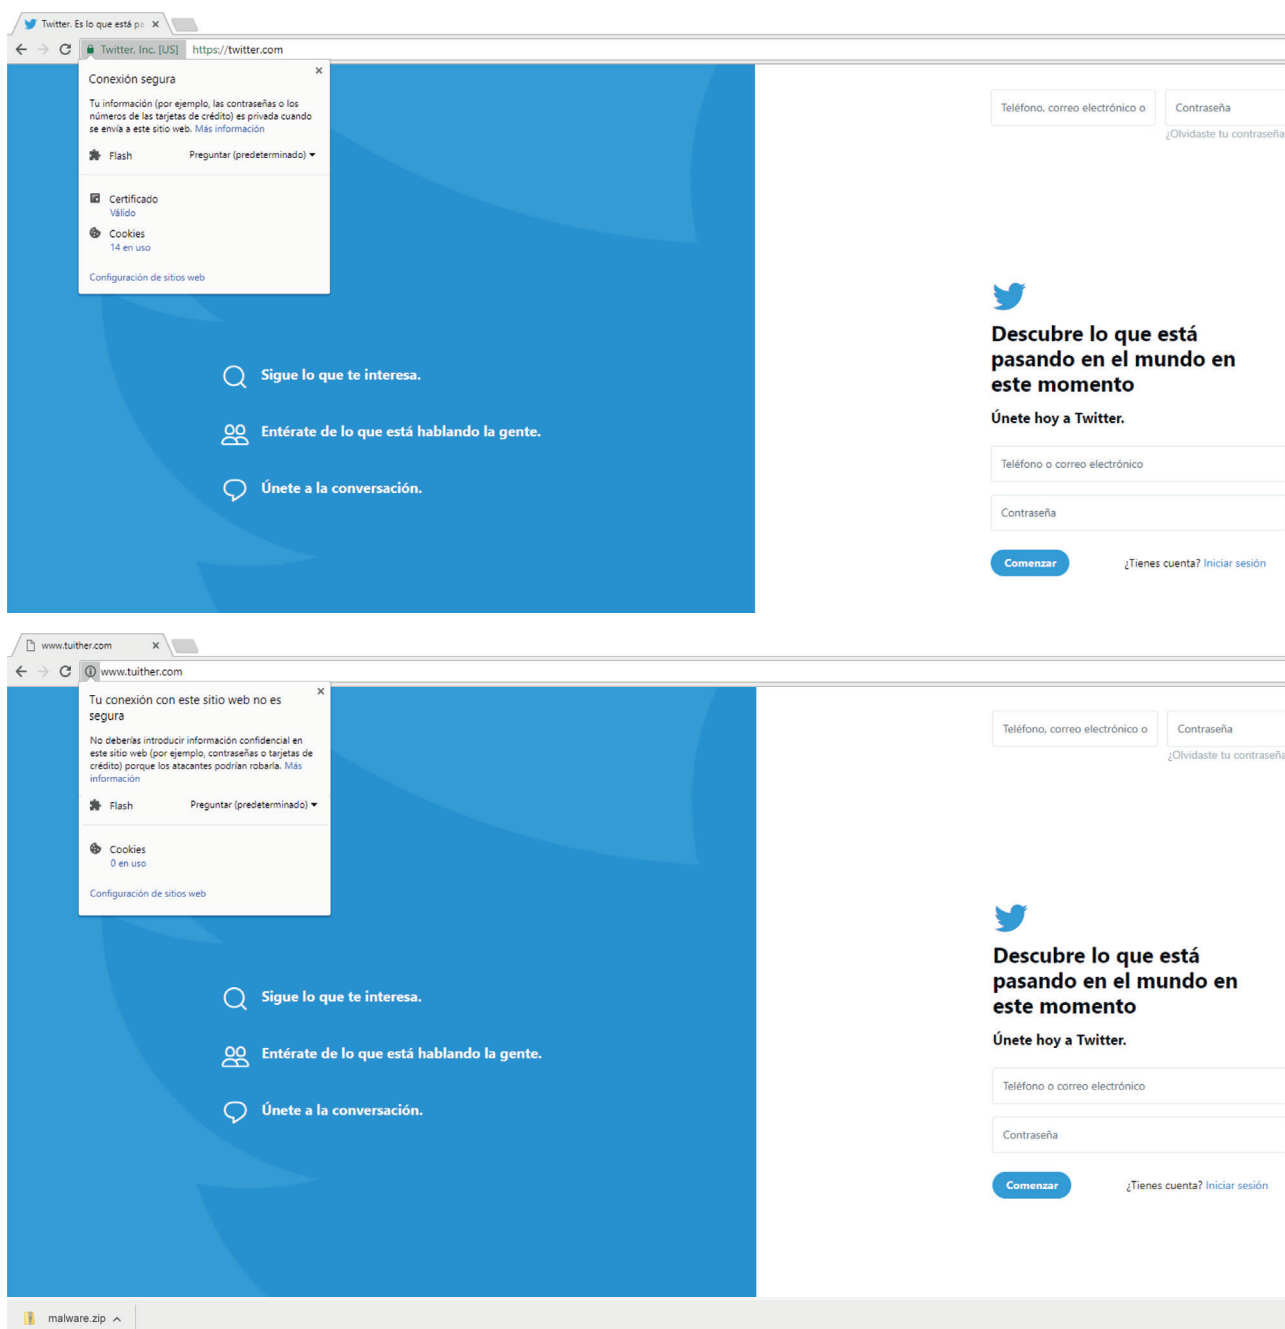 Twitter. Es lo que está pa
Twitter, Inc. [US] https://twitter.com
Conexión segura
Tu información (por ejemplo, las contraseñas o los
números de las tarjetas de crédito) es privada cuando
se envía a este sitio web. Más información
Flash Preguntar (predeterminado)
Certificado
Válido
Cookies
14 en uso
Configuración de sitios web
Teléfono, correo electrónico o
Contraseña
¿Olvidaste tu contraseña
Sigue lo que te interesa.
Entérate de lo que está hablando la gente.
Únete a la conversación.
Descubre lo que está
pasando en el mundo en
este momento
Únete hoy a Twitter.
Teléfono o correo electrónico
Contraseña
Comenzar
¿Tienes cuenta? Iniciar sesión
www.tuither.com
www.tuither.com
Tu conexión con este sitio web no es
segura
No deberías introducir información confidencial en
este sitio web (por ejemplo, contraseñas o tarjetas de
crédito) porque los atacantes podrían robarla. Más
información
Flash Preguntar (predeterminado)
Cookies
0 en uso
Configuración de sitios web
Teléfono, correo electrónico o
Contraseña
¿Olvidaste tu contraseña
Sigue lo que te interesa.
Entérate de lo que está hablando la gente.
Únete a la conversación.
Descubre lo que está
pasando en el mundo en
este momento
Únete hoy a Twitter.
Teléfono o correo electrónico
Contraseña
Comenzar
¿Tienes cuenta? Iniciar sesión
malware.zip